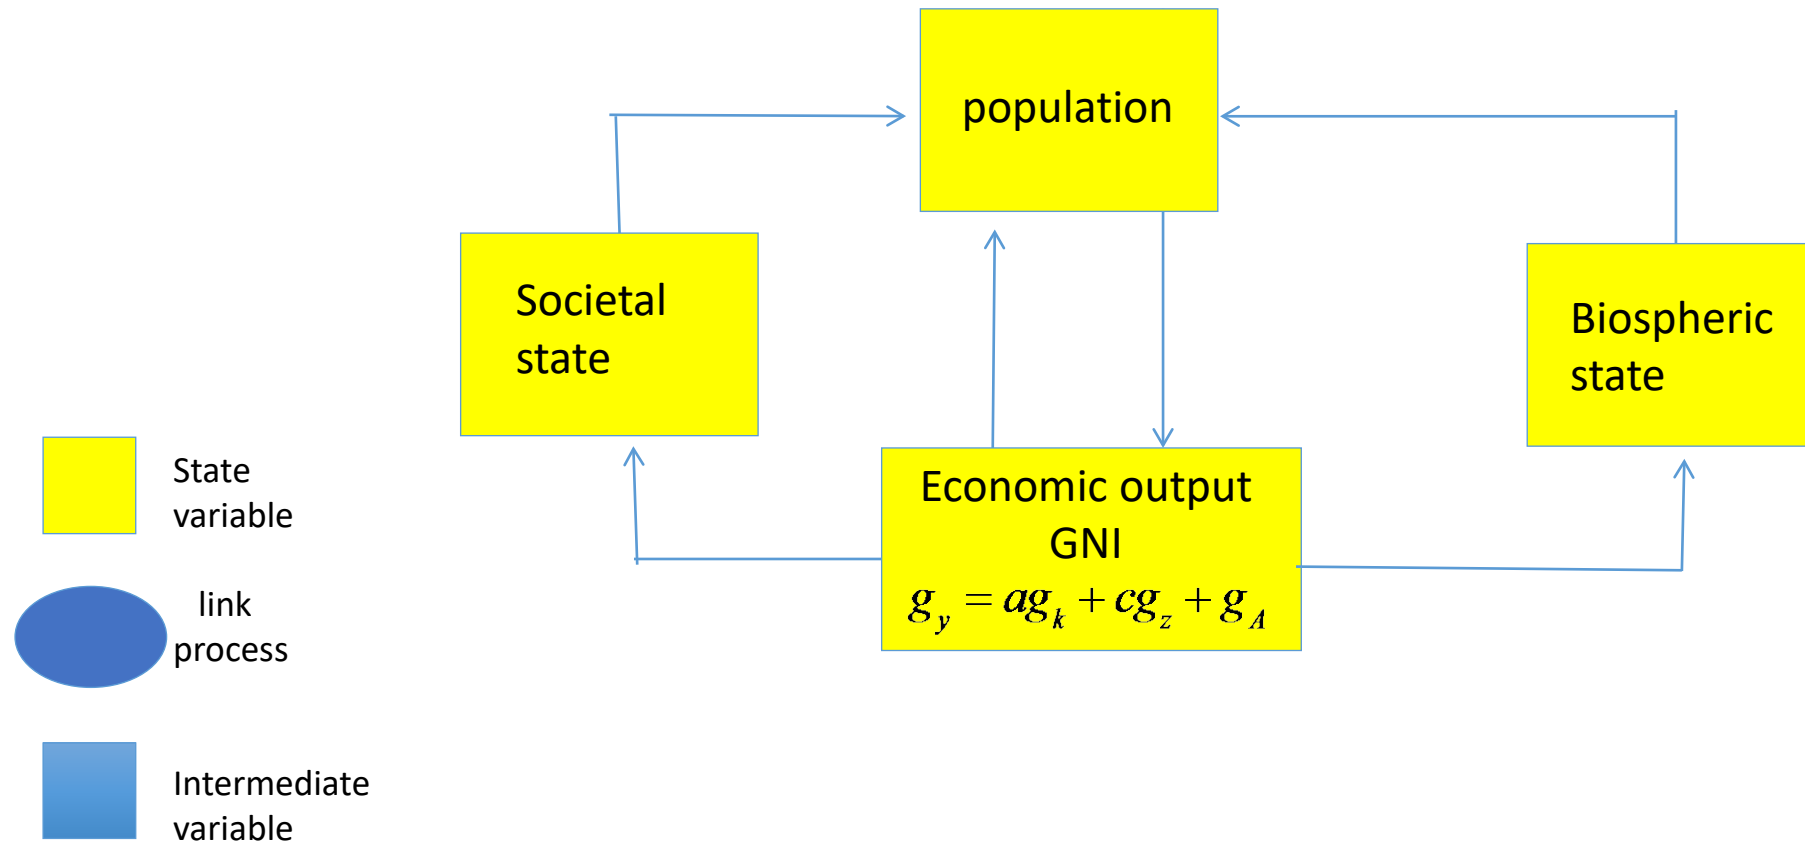 population
Societal
state
Biospheric
state
Economic output
GNI
g_y = ag_k + cg_z + g_A
State
variable
link
process
Intermediate
variable